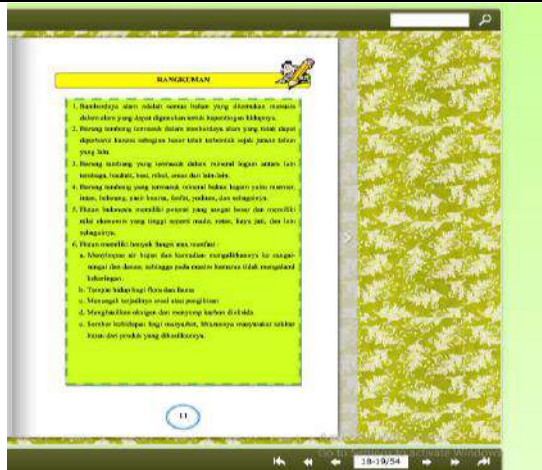 RANGKUMAN
1. Sumberdaya alam adalah semua bahan yang ditemukan manusia
dalam alam yang dapat digunakan untuk kepentingan hidupnya.
2. Barang tambang termasuk dalam sumberdaya alam yang tidak dapat
diperbarui karena sebagian besar telah terbentuk sejak jutaan tahun
yang lalu.
3. Barang tambang yang termasuk dalam mineral logam antara lain
tembaga, bauksit, besi, nikel, emas dan lain-lain.
4. Barang tambang yang termasuk mineral bukan logam yaitu marmer,
intan, belerang, pasir kuarsa, fosfat, yodium, dan sebagainya.
5. Hutan Indonesia memiliki potensi yang sangat besar dan memiliki
nilai ekonomis yang tinggi seperti madu, rotan, kayu jati, dan lain
sebagainya.
6. Hutan memiliki banyak fungsi atau manfaat :
a. Menyimpan air hujan dan kemudian mengalirkannya ke sungai-
sungai dan danau, sehingga pada musim kemarau tidak mengalami
kekeringan.
b. Tempat hidup bagi flora dan fauna
c. Mencegah terjadinya erosi atau pengikisan
d. Menghasilkan oksigen dan menyerap karbon dioksida
e. Sumber kehidupan bagi masyarakat, khususnya masyarakat sekitar
hutan dari produk yang dihasilkannya.
11
Go to Settings to activate Windows
18-19/54